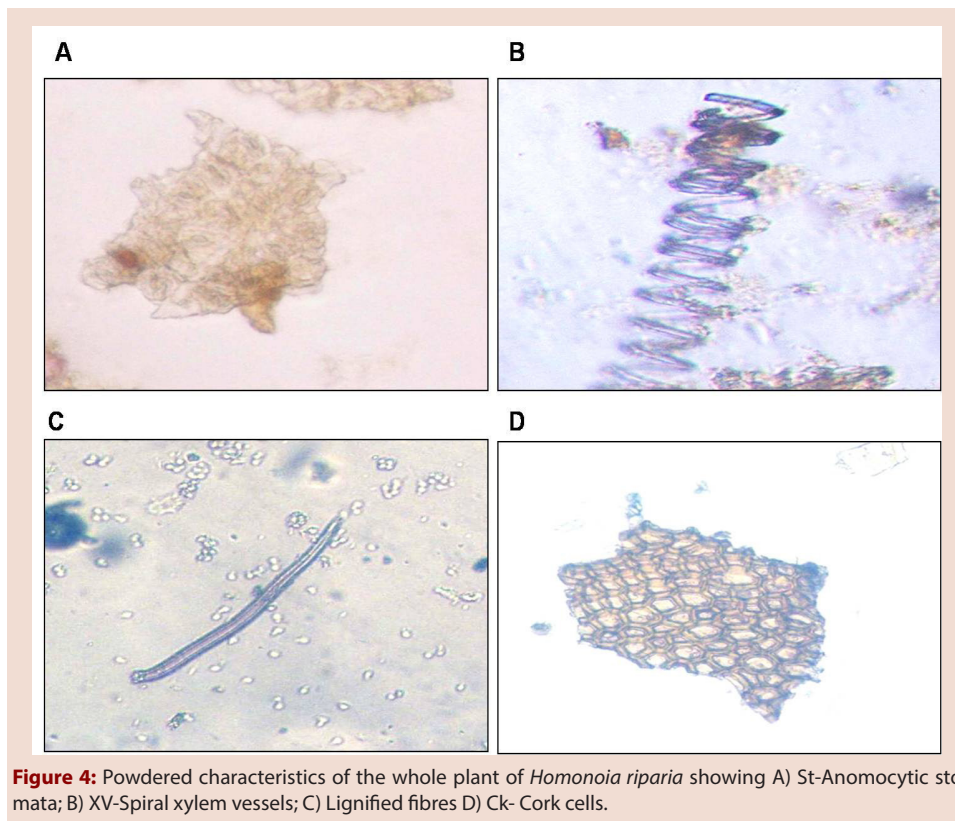 A
B
C
D
Figure 4: Powdered characteristics of the whole plant of Homonoia riparia showing A) St-Anomocytic sto
mata; B) XV-Spiral xylem vessels; C) Lignified fibres D) Ck- Cork cells.